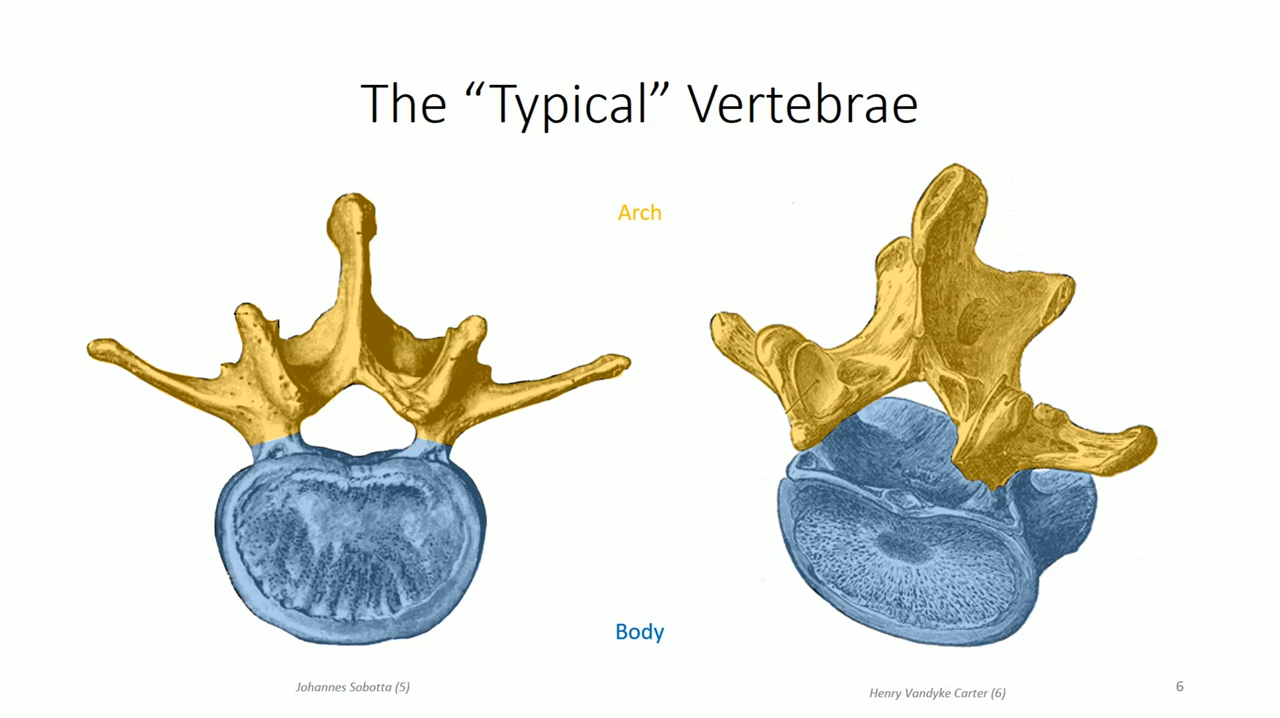 The “Typical” Vertebrae
Arch
Body
Johannes Sobotta (5)
Henry Vandyke Carter (6)
6